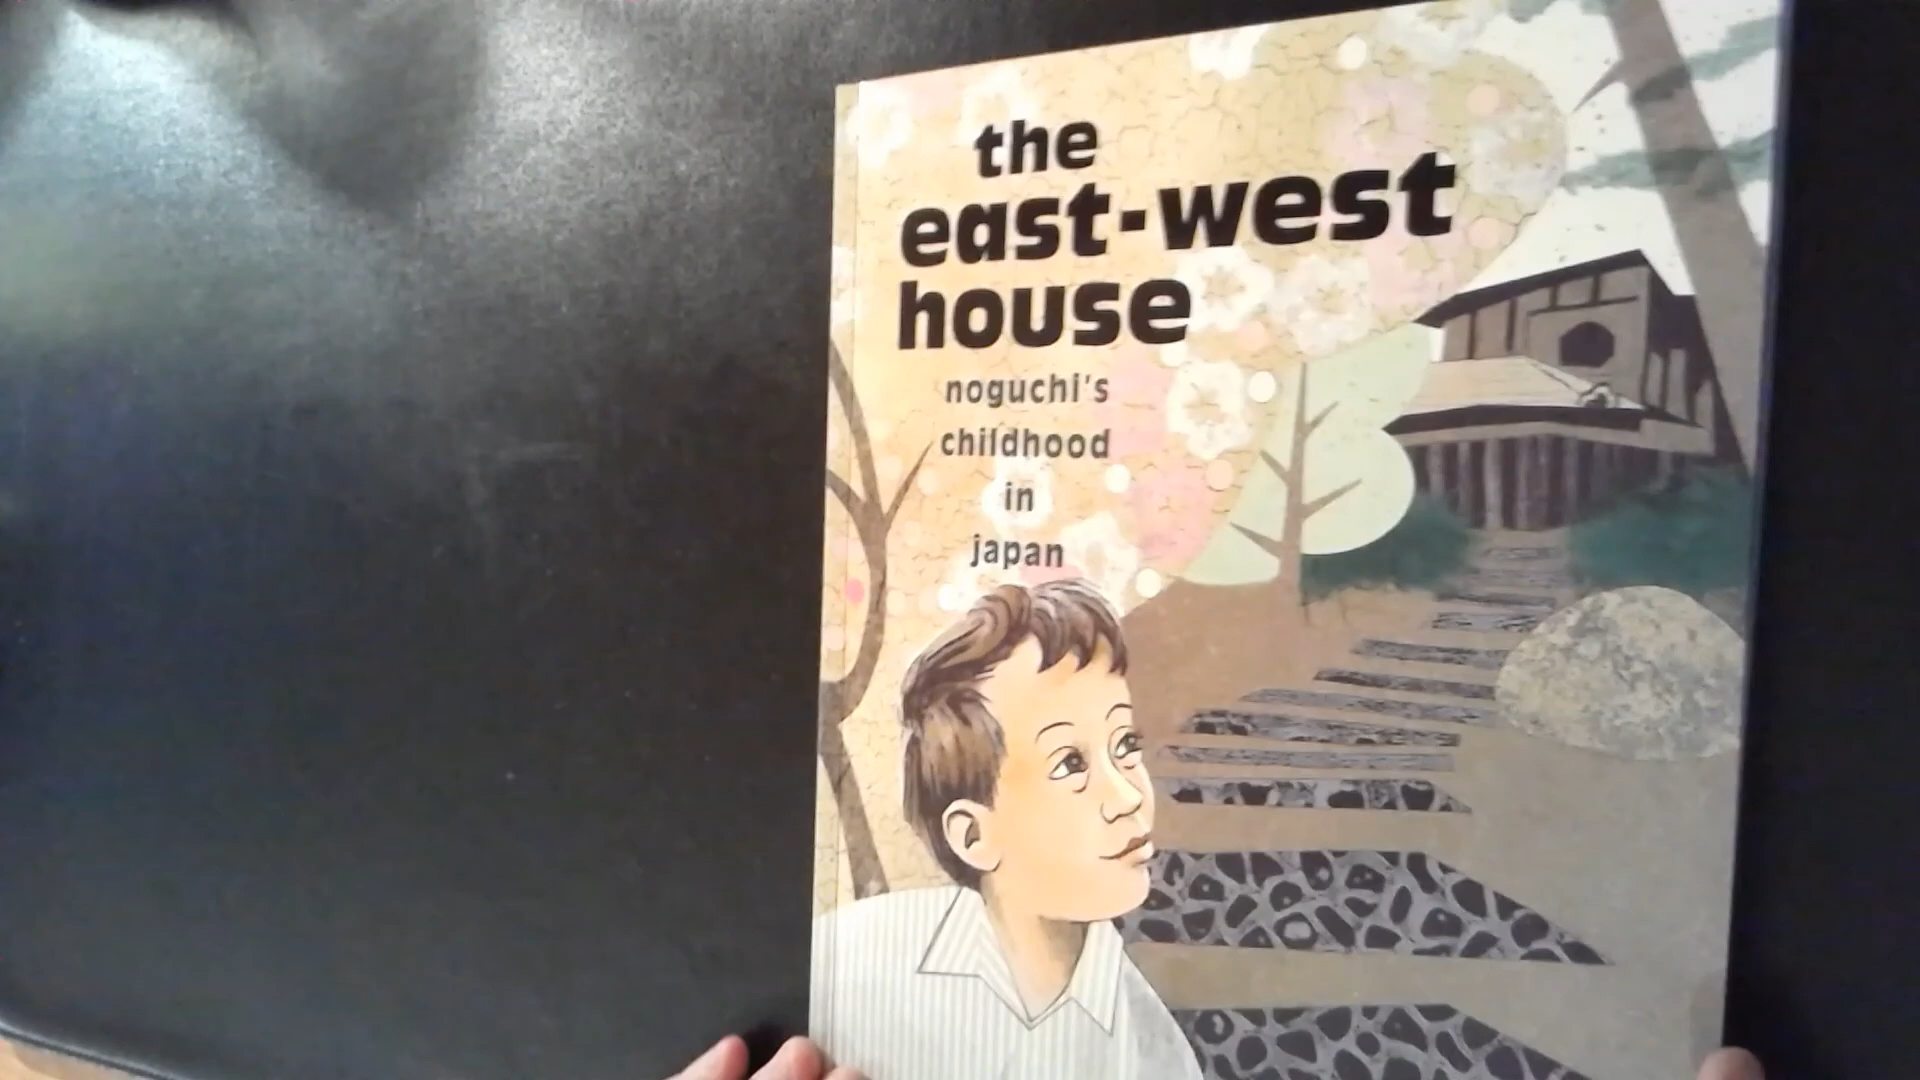 the
east-west
house
noguchi's
childhood
in
japan